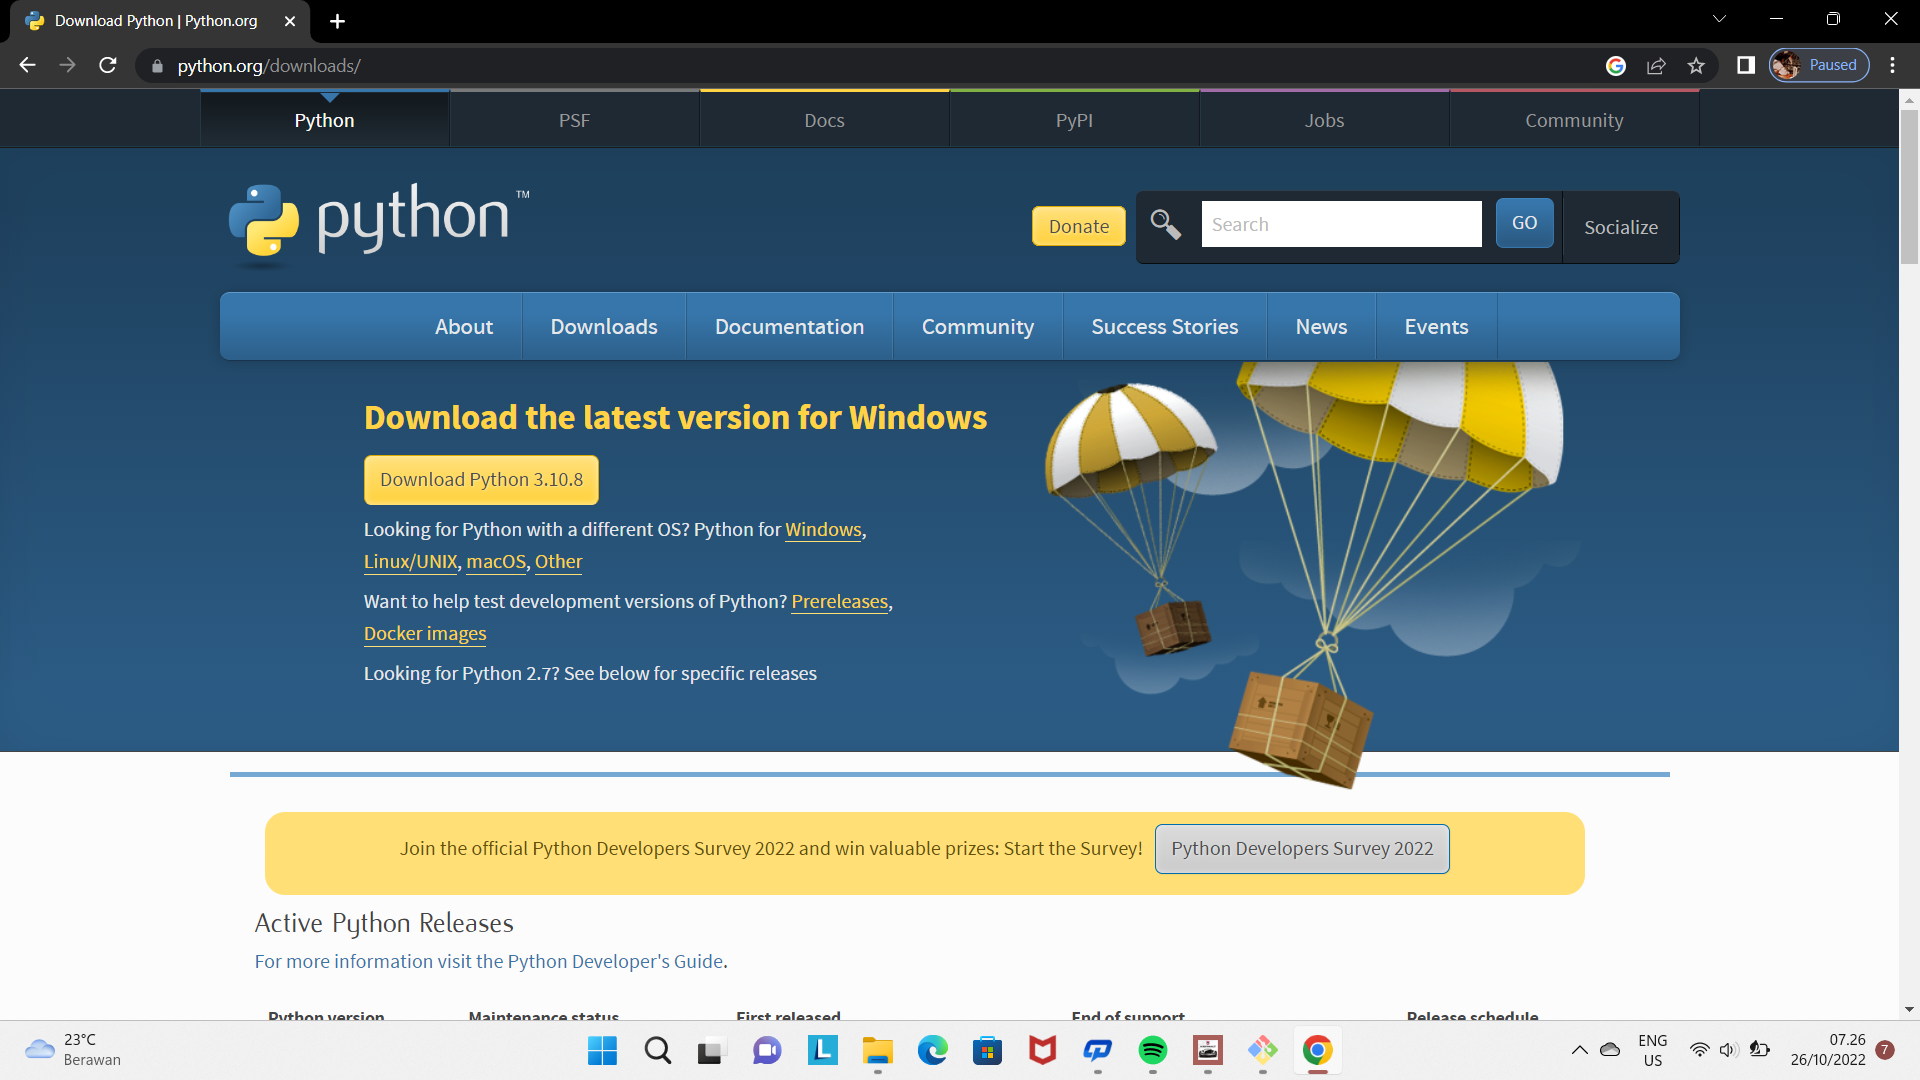 Download Python | Python.org
python.org/downloads/
Paused
Python
PSF
Docs
PyPI
Jobs
Community
python™
Donate
Search
GO
Socialize
About
Downloads
Documentation
Community
Success Stories
News
Events
Download the latest version for Windows
Download Python 3.10.8
Looking for Python with a different OS? Python for Windows,
Linux/UNIX, macOS, Other
Want to help test development versions of Python? Prereleases,
Docker images
Looking for Python 2.7? See below for specific releases
Join the official Python Developers Survey 2022 and win valuable prizes: Start the Survey!
Python Developers Survey 2022
Active Python Releases
For more information visit the Python Developer's Guide.
Python version
Maintenance status
First released
End of support
Release schedule
23°C
Berawan
L
ENG
US
07.26
26/10/2022
7